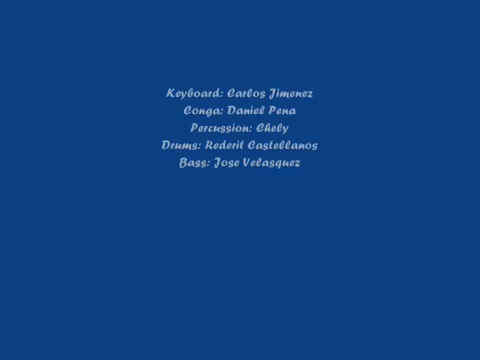 Keyboard: Carlos Jimenez
Conga: Daniel Pena
Percussion: Chely
Drums: Rederit Castellanos
Bass: Jose Velasquez